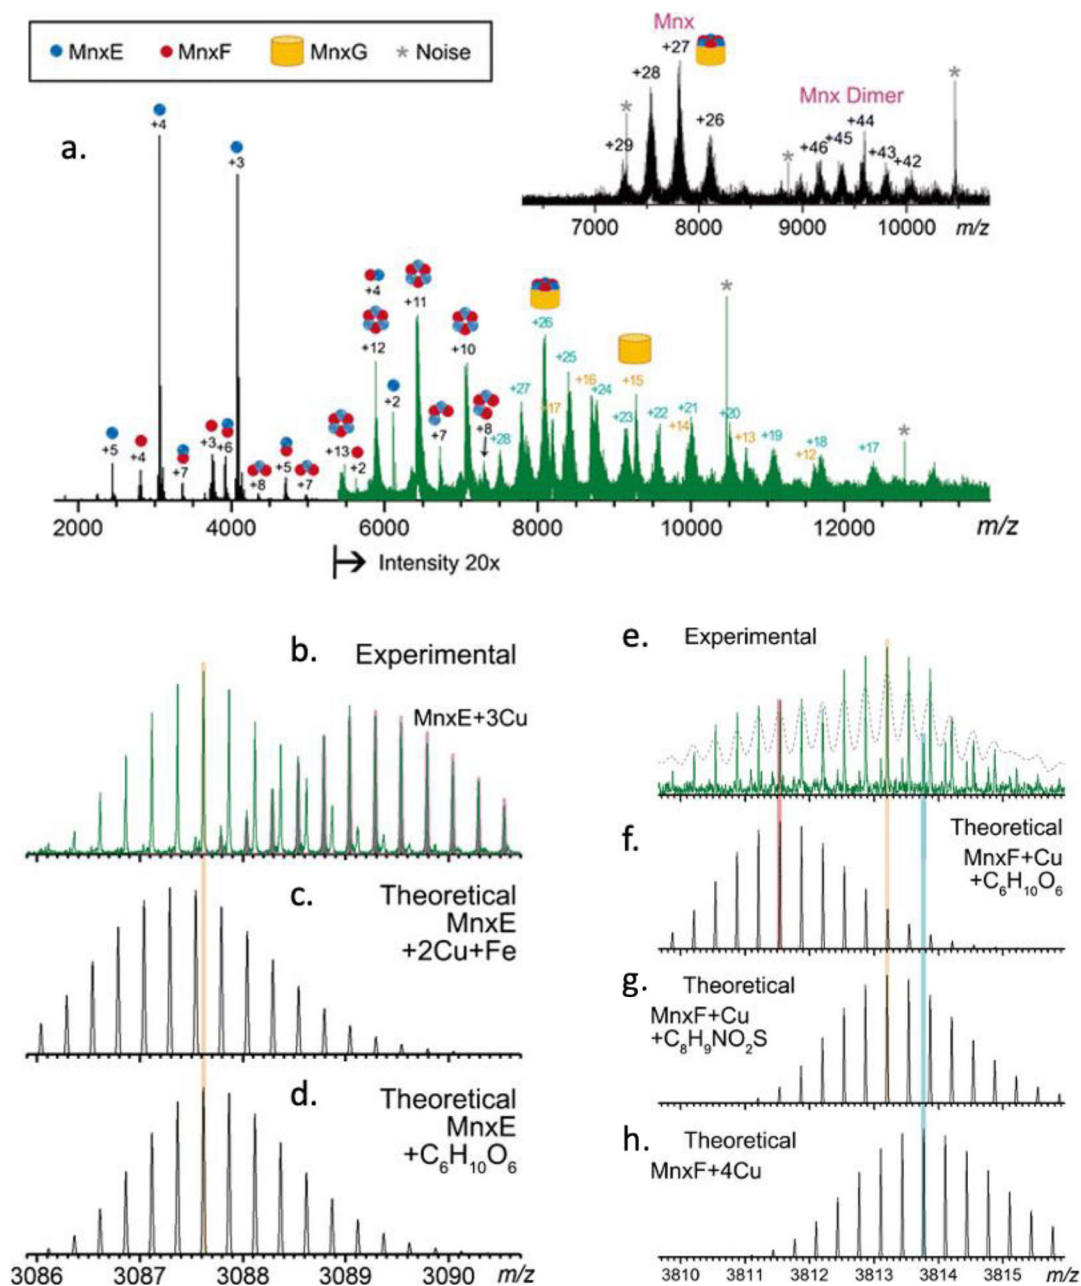 MnxE MnxF MnxG * Noise
a.
Mnx
+27
+28
+26
+29
*
Mnx Dimer
+44
+45
+46
+43
+42
*
*
7000 8000 9000 10000 m/z
+4
+3
+5
+4
+7
+3
+6
+8
+5
+7
+13
+2
+4
+12
+2
+11
+7
+10
+8
+28
+27
+26
+17
+25
+16
+24
+15
+23
+22
+14
+21
*
+20
+13
+19
+12
+18
+17
*
2000 4000 6000 8000 10000 12000 m/z
Intensity 20x
b. Experimental
MnxE+3Cu
c. Theoretical
MnxE
+2Cu+Fe
d. Theoretical
MnxE
+C₆H₁₀O₆
3086 3087 3088 3089 3090 m/z
e. Experimental
f. Theoretical
MnxF+Cu
+C₆H₁₀O₆
g. Theoretical
MnxF+Cu
+C₈H₉NO₂S
h. Theoretical
MnxF+4Cu
3810 3811 3812 3813 3814 3815 m/z